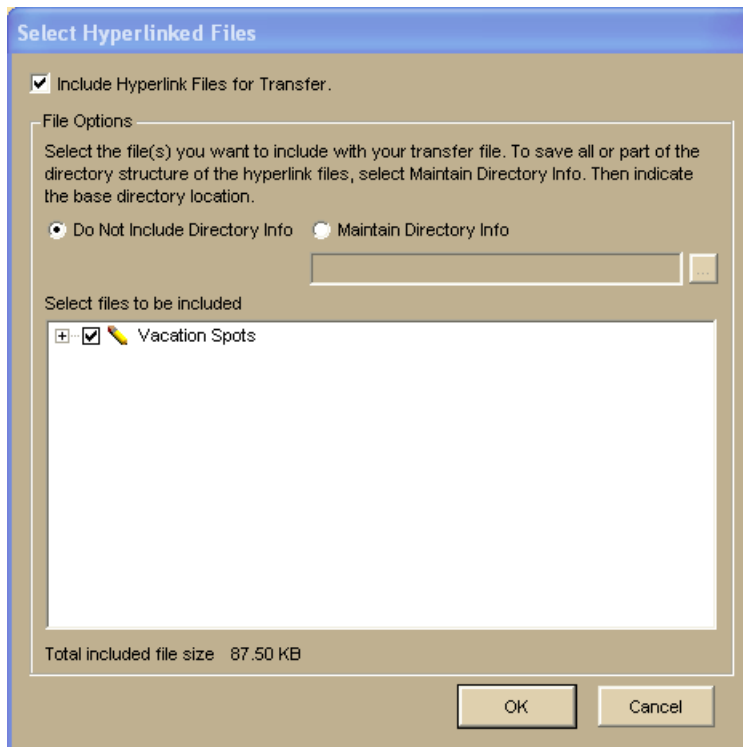 Select Hyperlinked Files
Include Hyperlink Files for Transfer.
File Options
Select the file(s) you want to include with your transfer file. To save all or part of the
directory structure of the hyperlink files, select Maintain Directory Info. Then indicate
the base directory location.
Do Not Include Directory Info Maintain Directory Info
...
Select files to be included
Vacation Spots
Total included file size 87.50 KB
OK Cancel